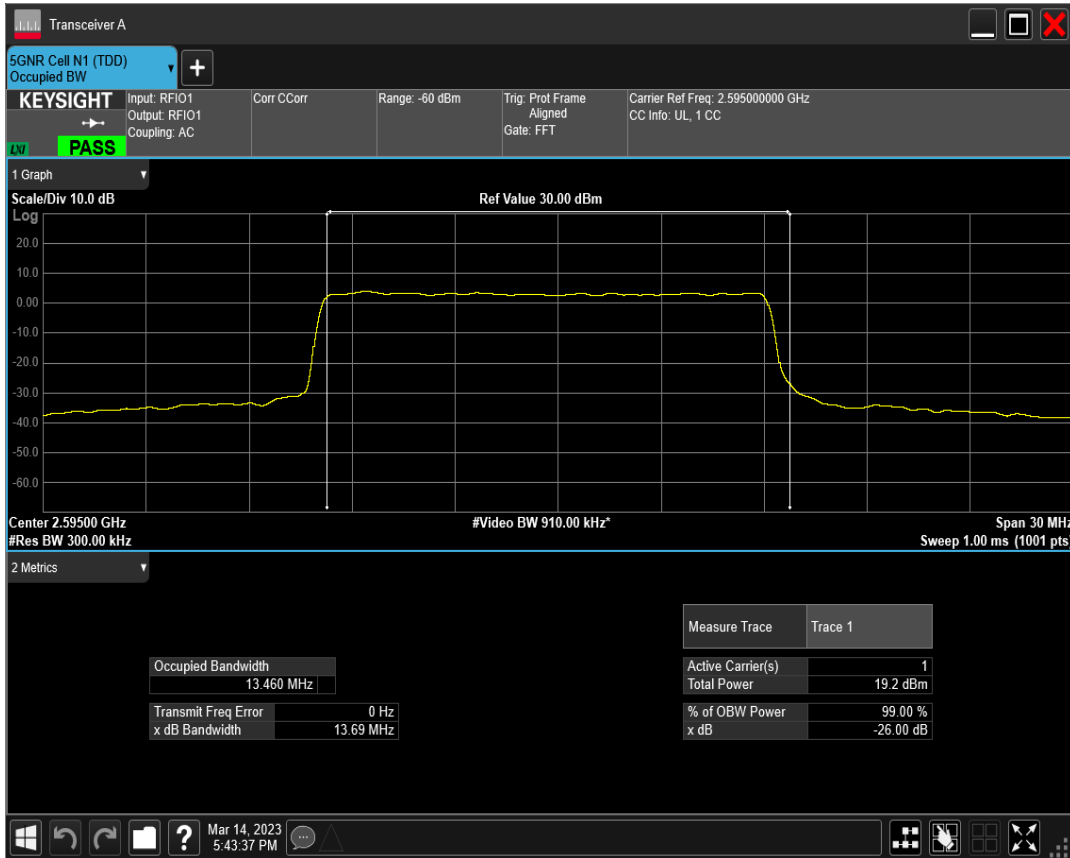 Transceiver A
5GNR Cell N1 (TDD)
Occupied BW
+
KEYSIGHT
LXI
PASS
Input: RFIO1
Output: RFIO1
Coupling: AC
Corr CCorr
Range: -60 dBm
Trig: Prot Frame
Aligned
Gate: FFT
Carrier Ref Freq: 2.595000000 GHz
CC Info: UL, 1 CC
1 Graph
Scale/Div 10.0 dB
Ref Value 30.00 dBm
Log
20.0
10.0
0.00
-10.0
-20.0
-30.0
-40.0
-50.0
-60.0
Center 2.59500 GHz
#Video BW 910.00 kHz*
Span 30 MHz
#Res BW 300.00 kHz
Sweep 1.00 ms (1001 pts)
2 Metrics
Measure Trace Trace 1
Occupied Bandwidth
13.460 MHz
Active Carrier(s) 1
Total Power 19.2 dBm
Transmit Freq Error 0 Hz
x dB Bandwidth 13.69 MHz
% of OBW Power 99.00 %
x dB -26.00 dB
?
Mar 14, 2023
5:43:37 PM